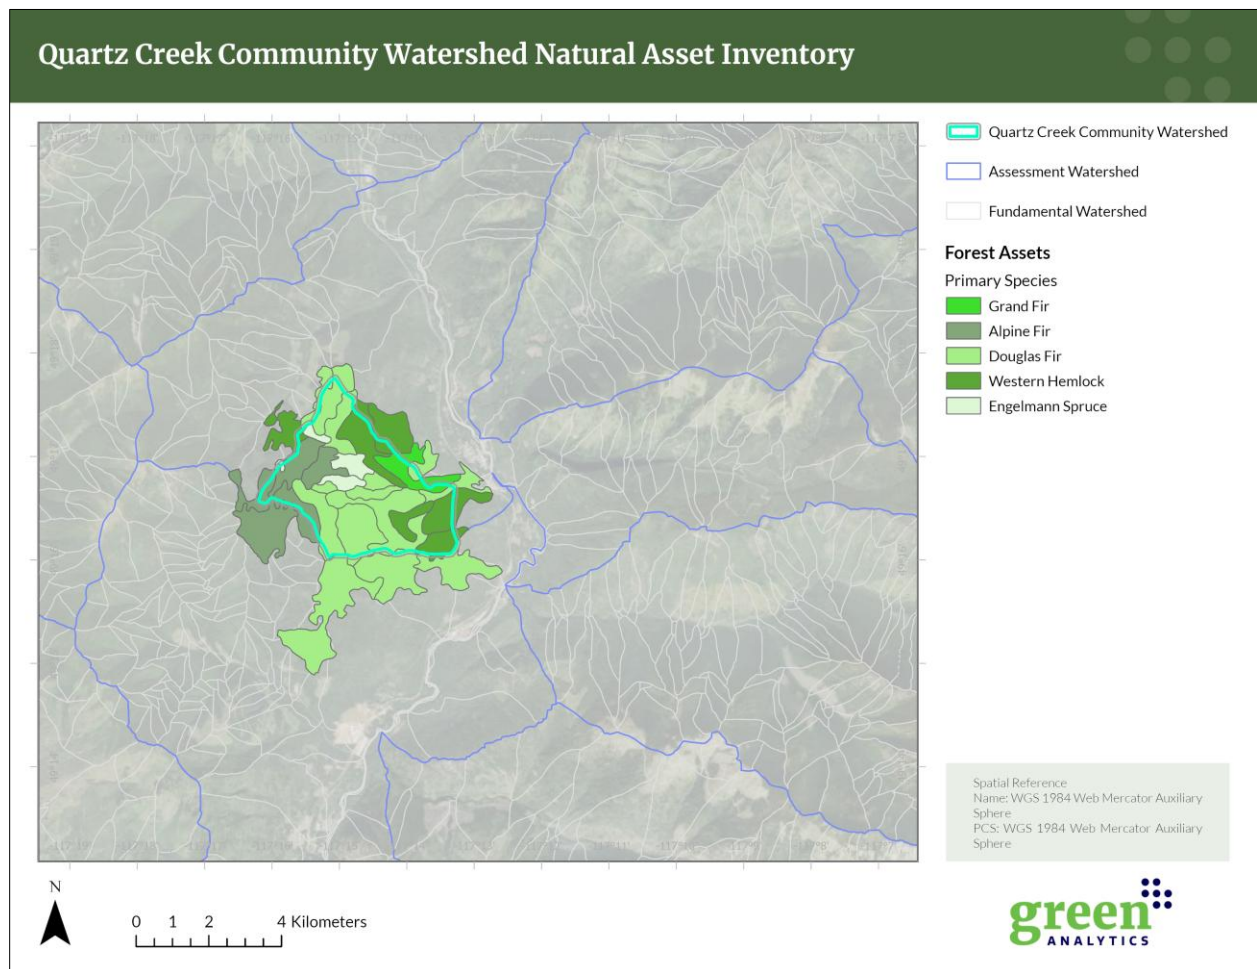 Quartz Creek Community Watershed Natural Asset Inventory
Quartz Creek Community Watershed
Assessment Watershed
Fundamental Watershed
Forest Assets
Primary Species
Grand Fir
Alpine Fir
Douglas Fir
Western Hemlock
Engelmann Spruce
Spatial Reference
Name: WGS 1984 Web Mercator Auxiliary
Sphere
PCS: WGS 1984 Web Mercator Auxiliary
Sphere
N
0 1 2 4 Kilometers
green
ANALYTICS